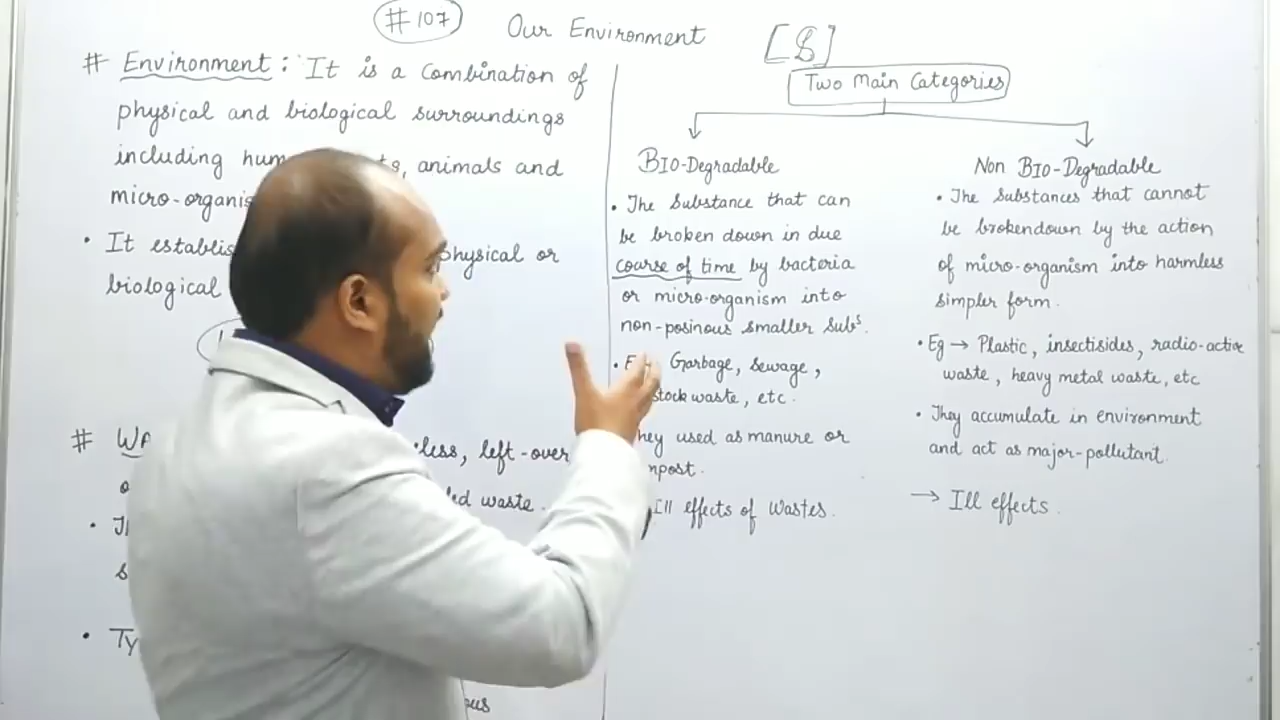 #107
Our Environment
[$]
# Environment : It is a combination of
physical and biological surroundings
including animals and
micro-organis
• It establis physical or
biological
#
less, left-over
waste.
•
• Ty
ous
Two Main Categories
Bio-Degradable
• The Substance that can
be broken down in due
course of time by bacteria
or micro-organism into
non-posinous smaller subs.
• Garbage, Sewage,
stock waste, etc.
hey used as manure or
mpost.
Ill effects of Wastes.
Non Bio-Degradable
• The Substances that cannot
be brokendown by the action
of micro-organism into harmless
simpler form.
• Eg → Plastic, insectisides, radio-active
waste, heavy metal waste, etc
• They accumulate in environment
and act as major-pollutant.
→ Ill effects.